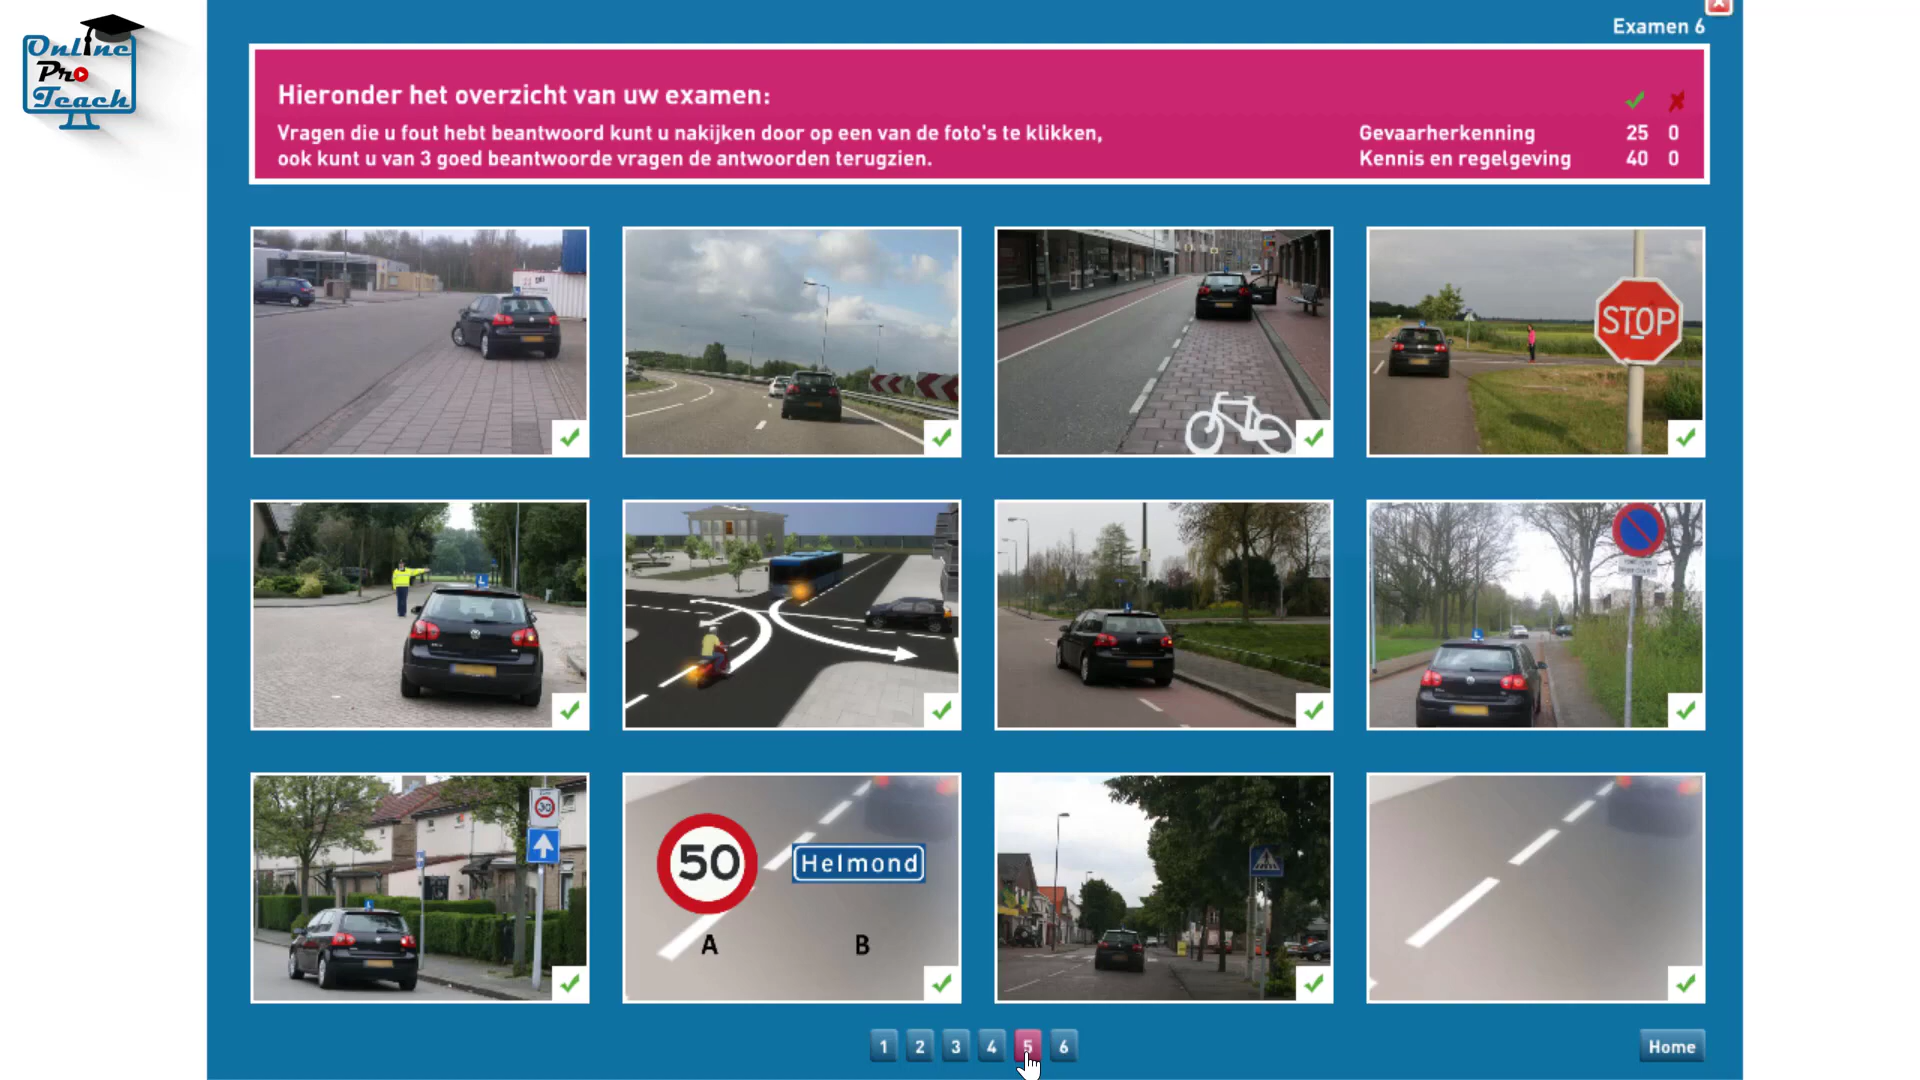 Online
Pro
Teach
Examen 6
Hieronder het overzicht van uw examen:
Vragen die u fout hebt beantwoord kunt u nakijken door op een van de foto's te klikken,
ook kunt u van 3 goed beantwoorde vragen de antwoorden terugzien.
Gevaarherkenning 25 0
Kennis en regelgeving 40 0
STOP
L
L
L
L
30
50
Helmond
A B
1 2 3 4 5 6
Home